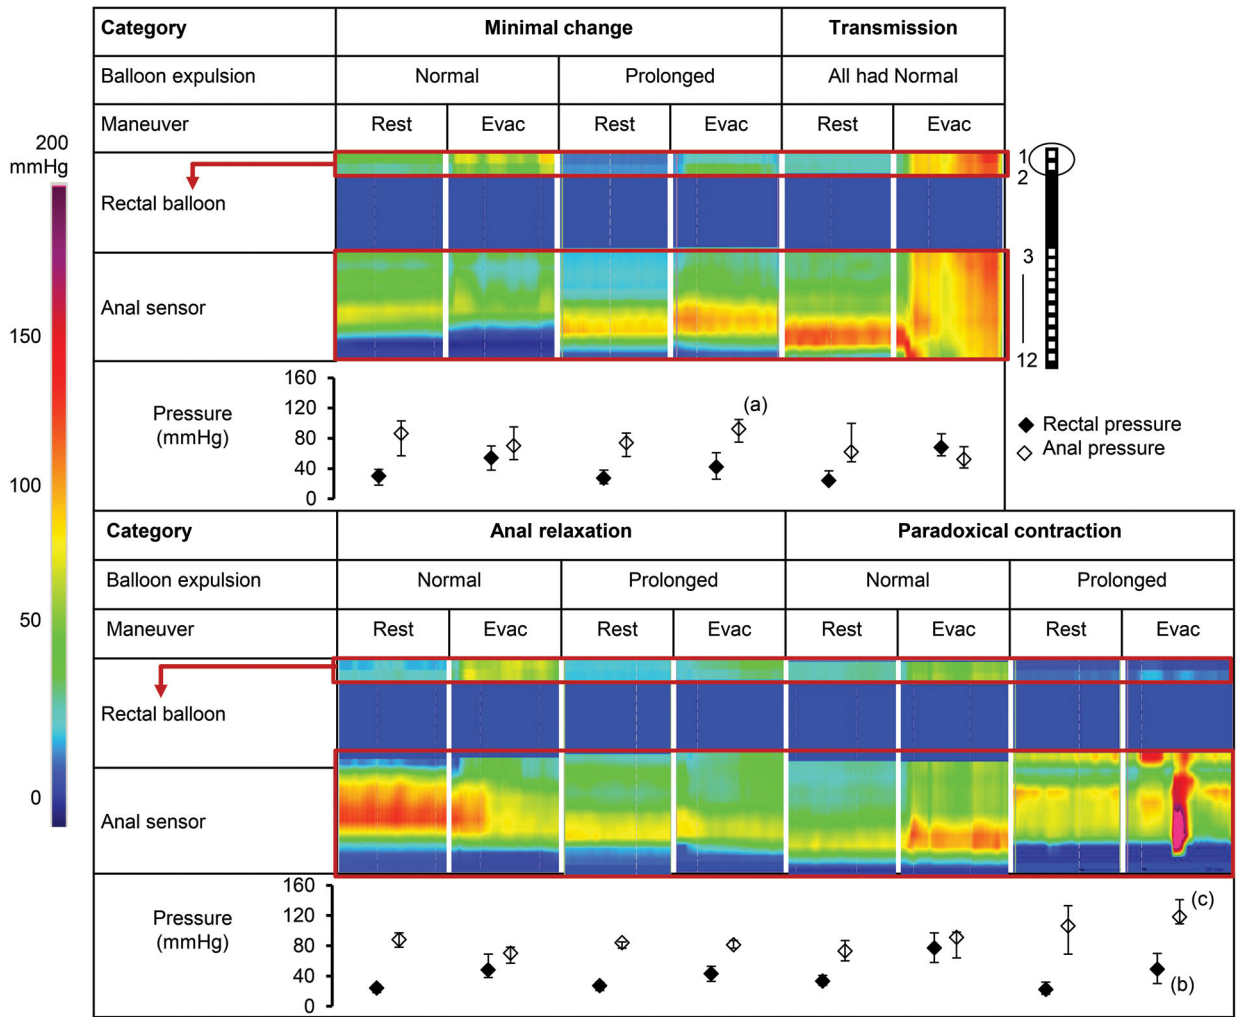 Category Minimal change Transmission
Balloon expulsion Normal Prolonged All had Normal
Maneuver Rest Evac Rest Evac Rest Evac
200
mmHg
150
100
50
0
Rectal balloon
Anal sensor
1
2
3
12
Pressure
(mmHg)
160
120
80
40
0
(a)
Rectal pressure
Anal pressure
Category Anal relaxation Paradoxical contraction
Balloon expulsion Normal Prolonged Normal Prolonged
Maneuver Rest Evac Rest Evac Rest Evac Rest Evac
Rectal balloon
Anal sensor
Pressure
(mmHg)
160
120
80
40
0
(c)
(b)